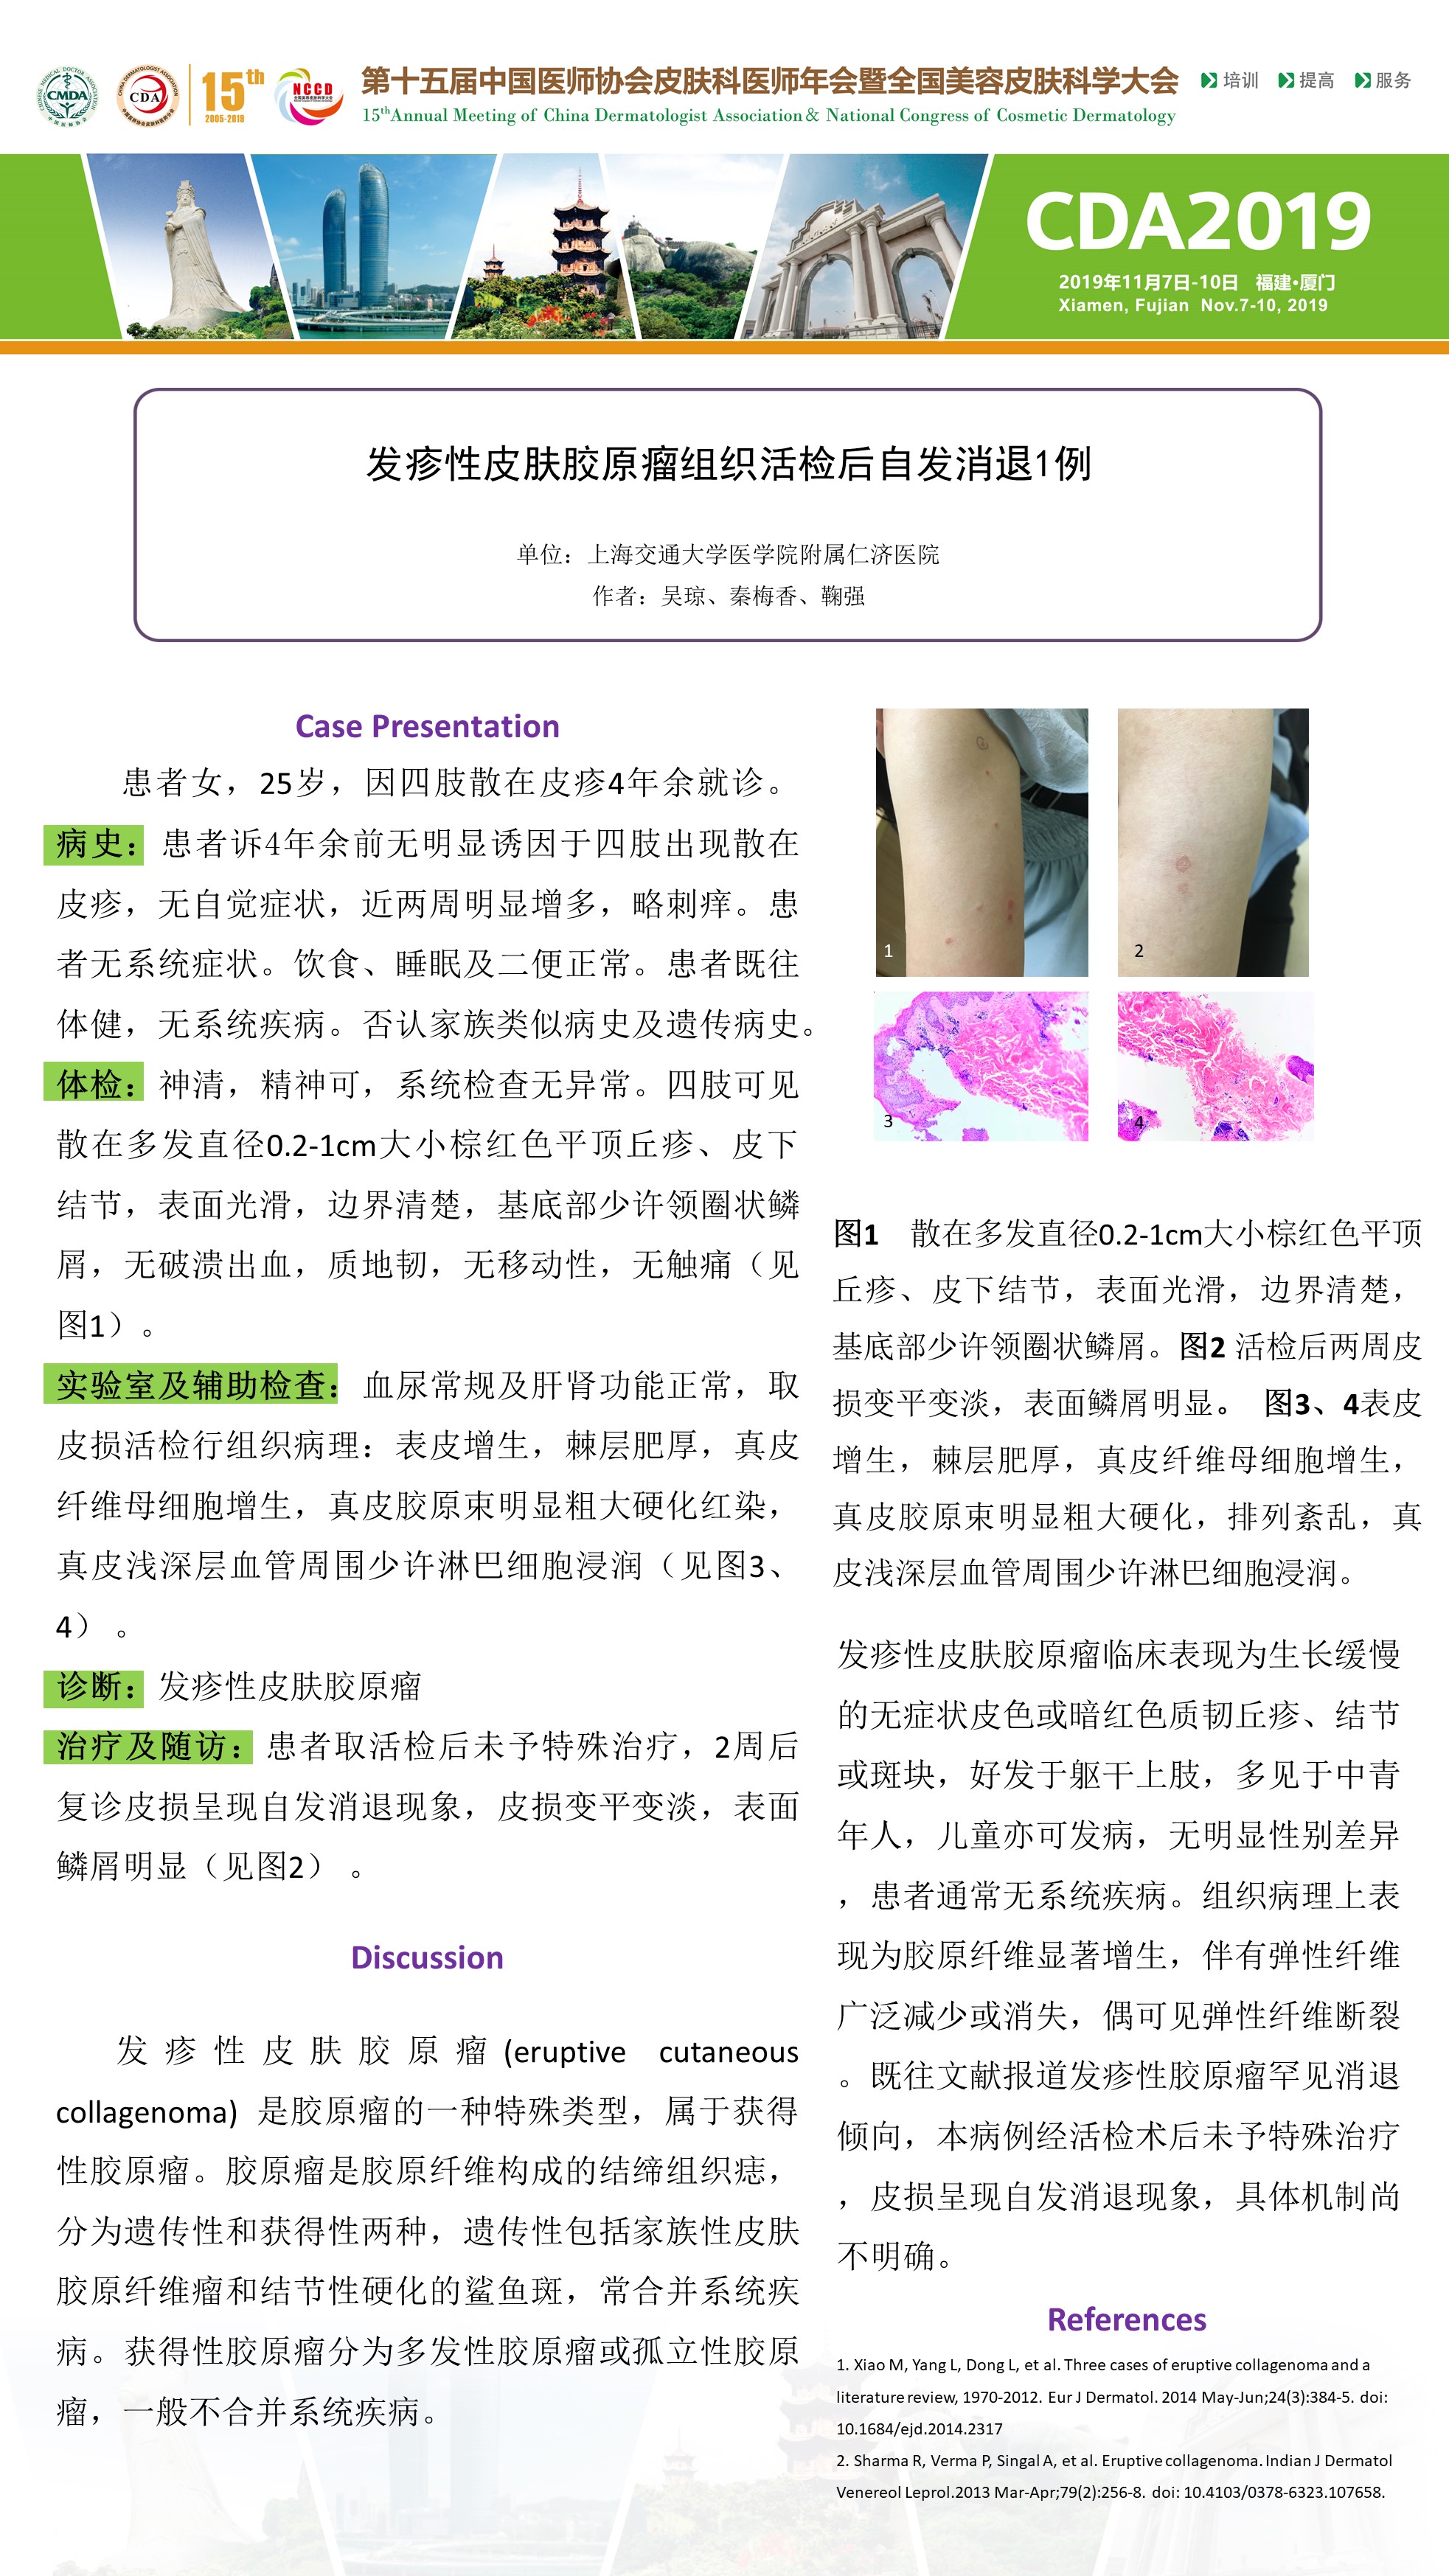 CMDA
CDA
15th
2005-2019
NCCD
第十五届中国医师协会皮肤科医师年会暨全国美容皮肤科学大会
15thAnnual Meeting of China Dermatologist Association& National Congress of Cosmetic Dermatology
培训 提高 服务
CDA2019
2019年11月7日-10日 福建•厦门
Xiamen, Fujian Nov.7-10, 2019
发疹性皮肤胶原瘤组织活检后自发消退1例
单位：上海交通大学医学院附属仁济医院
作者：吴琼、秦梅香、鞠强
Case Presentation
患者女，25岁，因四肢散在皮疹4年余就诊。
病史：患者诉4年余前无明显诱因于四肢出现散在
皮疹，无自觉症状，近两周明显增多，略刺痒。患
者无系统症状。饮食、睡眠及二便正常。患者既往
体健，无系统疾病。否认家族类似病史及遗传病史。
体检：神清，精神可，系统检查无异常。四肢可见
散在多发直径0.2-1cm大小棕红色平顶丘疹、皮下
结节，表面光滑，边界清楚，基底部少许领圈状鳞
屑，无破溃出血，质地韧，无移动性，无触痛（见
图1）。
实验室及辅助检查：血尿常规及肝肾功能正常，取
皮损活检行组织病理：表皮增生，棘层肥厚，真皮
纤维母细胞增生，真皮胶原束明显粗大硬化红染，
真皮浅深层血管周围少许淋巴细胞浸润（见图3、
4）。
诊断：发疹性皮肤胶原瘤
治疗及随访：患者取活检后未予特殊治疗，2周后
复诊皮损呈现自发消退现象，皮损变平变淡，表面
鳞屑明显（见图2）。
Discussion
发疹性皮肤胶原瘤(eruptive cutaneous
collagenoma) 是胶原瘤的一种特殊类型，属于获得
性胶原瘤。胶原瘤是胶原纤维构成的结缔组织痣，
分为遗传性和获得性两种，遗传性包括家族性皮肤
胶原纤维瘤和结节性硬化的鲨鱼斑，常合并系统疾
病。获得性胶原瘤分为多发性胶原瘤或孤立性胶原
瘤，一般不合并系统疾病。
1
2
3
4
图1 散在多发直径0.2-1cm大小棕红色平顶
丘疹、皮下结节，表面光滑，边界清楚，
基底部少许领圈状鳞屑。图2 活检后两周皮
损变平变淡，表面鳞屑明显。 图3、4表皮
增生，棘层肥厚，真皮纤维母细胞增生，
真皮胶原束明显粗大硬化，排列紊乱，真
皮浅深层血管周围少许淋巴细胞浸润。
发疹性皮肤胶原瘤临床表现为生长缓慢
的无症状皮色或暗红色质韧丘疹、结节
或斑块，好发于躯干上肢，多见于中青
年人，儿童亦可发病，无明显性别差异
，患者通常无系统疾病。组织病理上表
现为胶原纤维显著增生，伴有弹性纤维
广泛减少或消失，偶可见弹性纤维断裂
。既往文献报道发疹性胶原瘤罕见消退
倾向，本病例经活检术后未予特殊治疗
，皮损呈现自发消退现象，具体机制尚
不明确。
References
1. Xiao M, Yang L, Dong L, et al. Three cases of eruptive collagenoma and a
literature review, 1970-2012. Eur J Dermatol. 2014 May-Jun;24(3):384-5. doi:
10.1684/ejd.2014.2317
2. Sharma R, Verma P, Singal A, et al. Eruptive collagenoma. Indian J Dermatol
Venereol Leprol.2013 Mar-Apr;79(2):256-8. doi: 10.4103/0378-6323.107658.